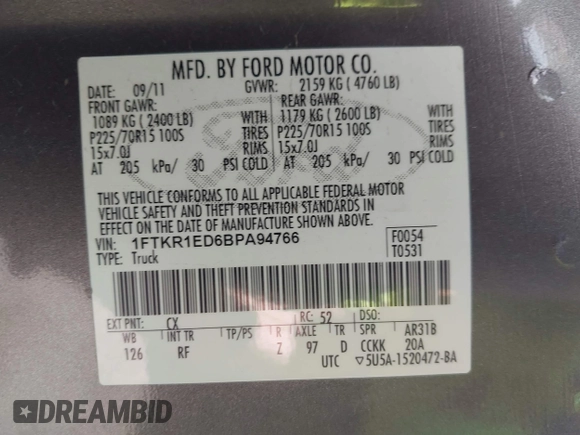 MFD. BY FORD MOTOR CO.
DATE: 09/11 GVWR: 2159 KG ( 4760 LB)
FRONT GAWR: REAR GAWR:
1089 KG ( 2400 LB) WITH 1179 KG ( 2600 LB) WITH
P225/70R15 100S TIRES P225/70R15 100S TIRES
15x7.0J RIMS 15x7.0J RIMS
AT 205 kPa/ 30 PSI COLD AT 205 kPa/ 30 PSI COLD
THIS VEHICLE CONFORMS TO ALL APPLICABLE FEDERAL MOTOR
VEHICLE SAFETY AND THEFT PREVENTION STANDARDS IN
EFFECT ON THE DATE OF MANUFACTURE SHOWN ABOVE.
VIN: 1FTKR1ED6BPA94766 F0054
TYPE: Truck T0531
EXT PNT: CX RC: 52 DSO:
WB INT TR TP/PS R AXLE TR SPR AR31B
126 RF Z 97 D CCKK 20A
UTC ▽5U5A-1520472-BA
DREAMBID